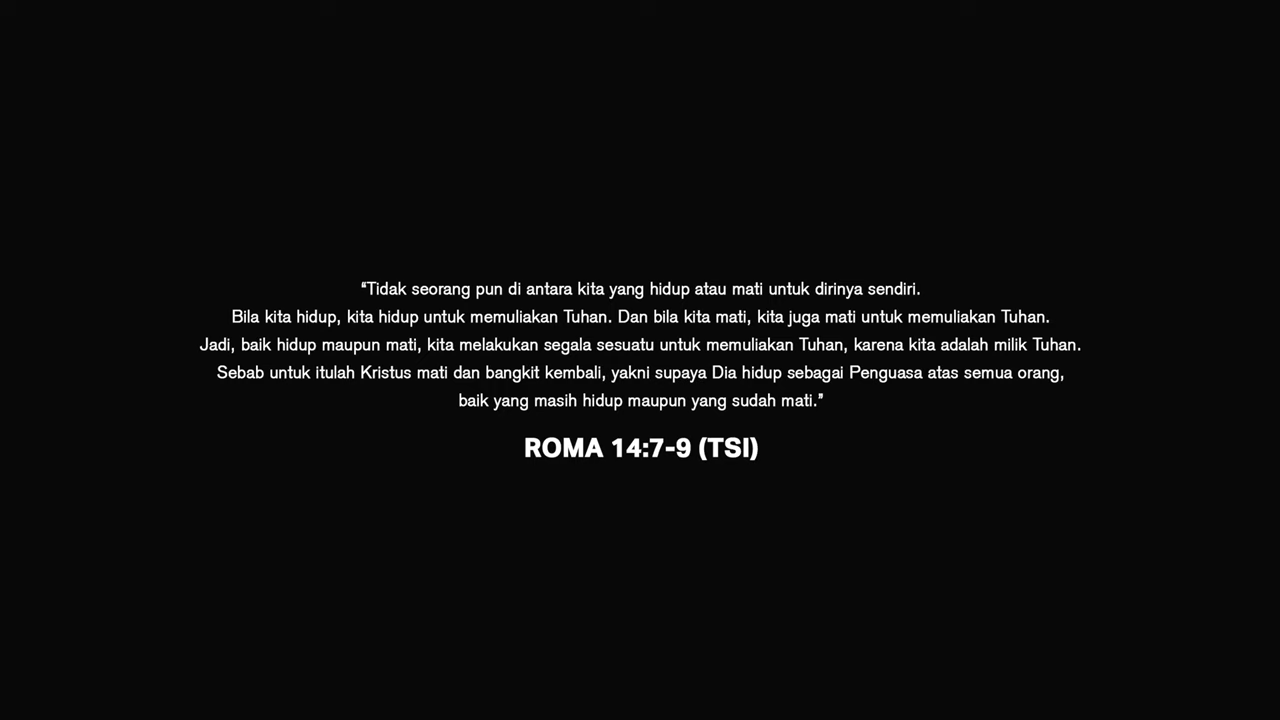 “Tidak seorang pun di antara kita yang hidup atau mati untuk dirinya sendiri.
Bila kita hidup, kita hidup untuk memuliakan Tuhan. Dan bila kita mati, kita juga mati untuk memuliakan Tuhan.
Jadi, baik hidup maupun mati, kita melakukan segala sesuatu untuk memuliakan Tuhan, karena kita adalah milik Tuhan.
Sebab untuk itulah Kristus mati dan bangkit kembali, yakni supaya Dia hidup sebagai Penguasa atas semua orang,
baik yang masih hidup maupun yang sudah mati.”
ROMA 14:7-9 (TSI)